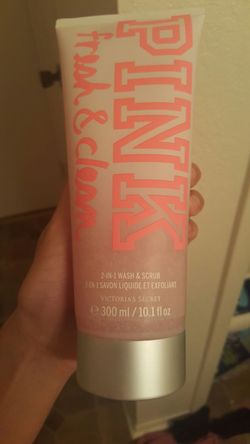 PINK
fresh & clean
2-IN-1 WASH & SCRUB
2-EN-1 SAVON LIQUIDE ET EXFOLIANT
VICTORIA'S SECRET
e 300 ml / 10.1 fl oz